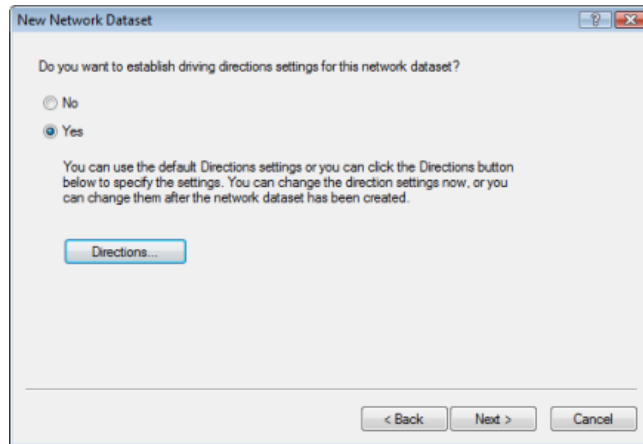 New Network Dataset
Do you want to establish driving directions settings for this network dataset?
No
Yes
You can use the default Directions settings or you can click the Directions button
below to specify the settings. You can change the direction settings now, or you
can change them after the network dataset has been created.
Directions...
< Back Next > Cancel